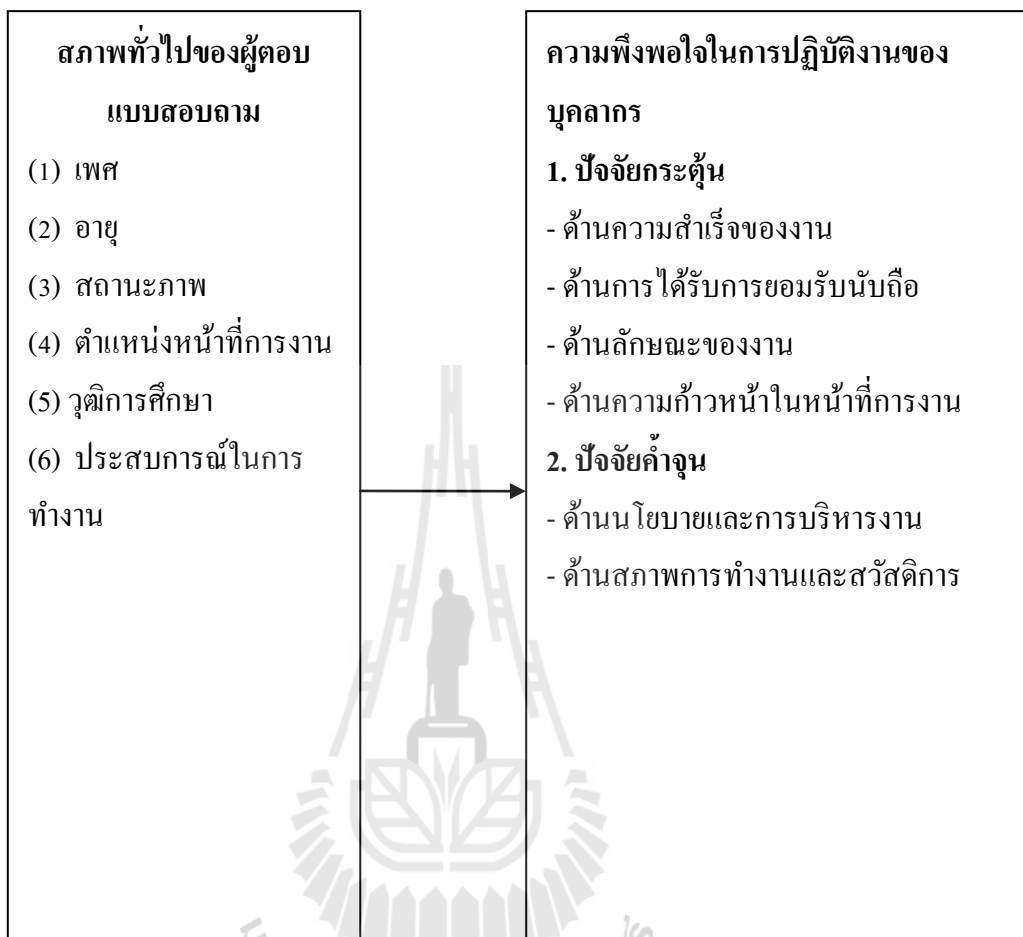 สภาพทั่วไปของผู้ตอบ
แบบสอบถาม
(1) เพศ
(2) อายุ
(3) สถานะภาพ
(4) ตำแหน่งหน้าที่การงาน
(5) วุฒิการศึกษา
(6) ประสบการณ์ในการ
ทำงาน
ความพึงพอใจในการปฏิบัติงานของ
บุคลากร
1. ปัจจัยกระตุ้น
- ด้านความสำเร็จของงาน
- ด้านการได้รับการยอมรับนับถือ
- ด้านลักษณะของงาน
- ด้านความก้าวหน้าในหน้าที่การงาน
2. ปัจจัยค้ำจุน
- ด้านนโยบายและการบริหารงาน
- ด้านสภาพการทำงานและสวัสดิการ